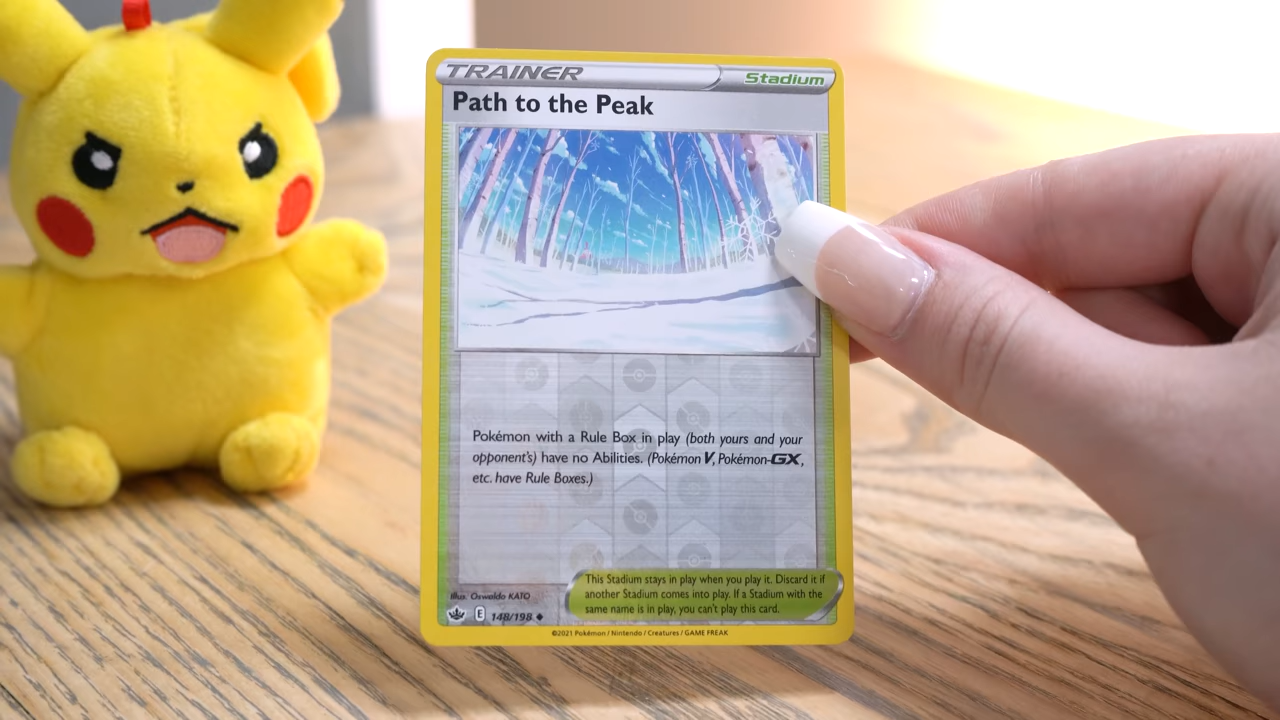 TRAINER Stadium
Path to the Peak
Pokémon with a Rule Box in play (both yours and your
opponent's) have no Abilities. (Pokémon V, Pokémon-GX,
etc. have Rule Boxes.)
This Stadium stays in play when you play it. Discard it if
another Stadium comes into play. If a Stadium with the
same name is in play, you can't play this card.
Illus. Oswaldo KATO
E 148/198
©2021 Pokémon / Nintendo / Creatures / GAME FREAK